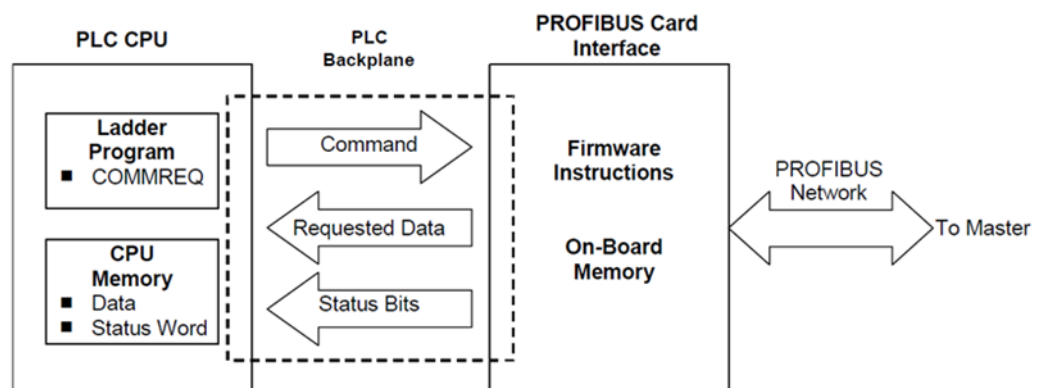 PLC CPU
PLC
Backplane
PROFIBUS Card
Interface
Ladder
Program
■ COMMREQ
CPU
Memory
■ Data
■ Status Word
Command
Requested Data
Status Bits
Firmware
Instructions
On-Board
Memory
PROFIBUS
Network
To Master